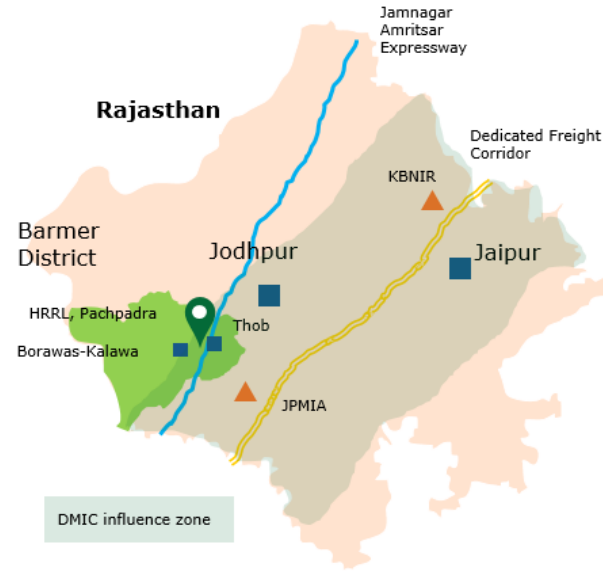 Jamnagar
Amritsar
Expressway
Rajasthan
Dedicated Freight
Corridor
KBNIR
Barmer
District
Jodhpur
Jaipur
HRRL, Pachpadra
Thob
Borawas-Kalawa
JPMIA
DMIC influence zone